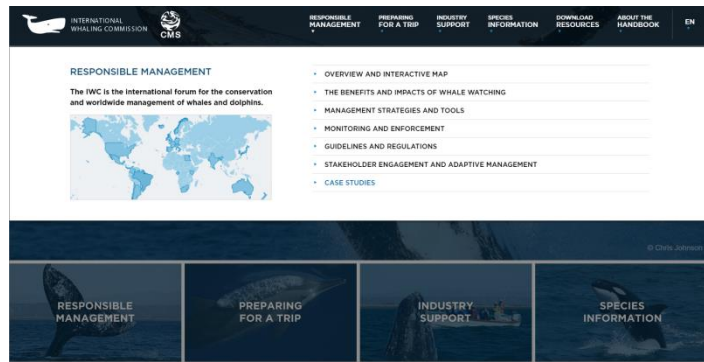 INTERNATIONAL
WHALING COMMISSION
CMS
RESPONSIBLE
MANAGEMENT
PREPARING
FOR A TRIP
INDUSTRY
SUPPORT
SPECIES
INFORMATION
DOWNLOAD
RESOURCES
ABOUT THE
HANDBOOK
EN
RESPONSIBLE MANAGEMENT
The IWC is the international forum for the conservation
and worldwide management of whales and dolphins.
• OVERVIEW AND INTERACTIVE MAP
• THE BENEFITS AND IMPACTS OF WHALE WATCHING
• MANAGEMENT STRATEGIES AND TOOLS
• MONITORING AND ENFORCEMENT
• GUIDELINES AND REGULATIONS
• STAKEHOLDER ENGAGEMENT AND ADAPTIVE MANAGEMENT
• CASE STUDIES
© Chris Johnson
RESPONSIBLE
MANAGEMENT
PREPARING
FOR A TRIP
INDUSTRY
SUPPORT
SPECIES
INFORMATION